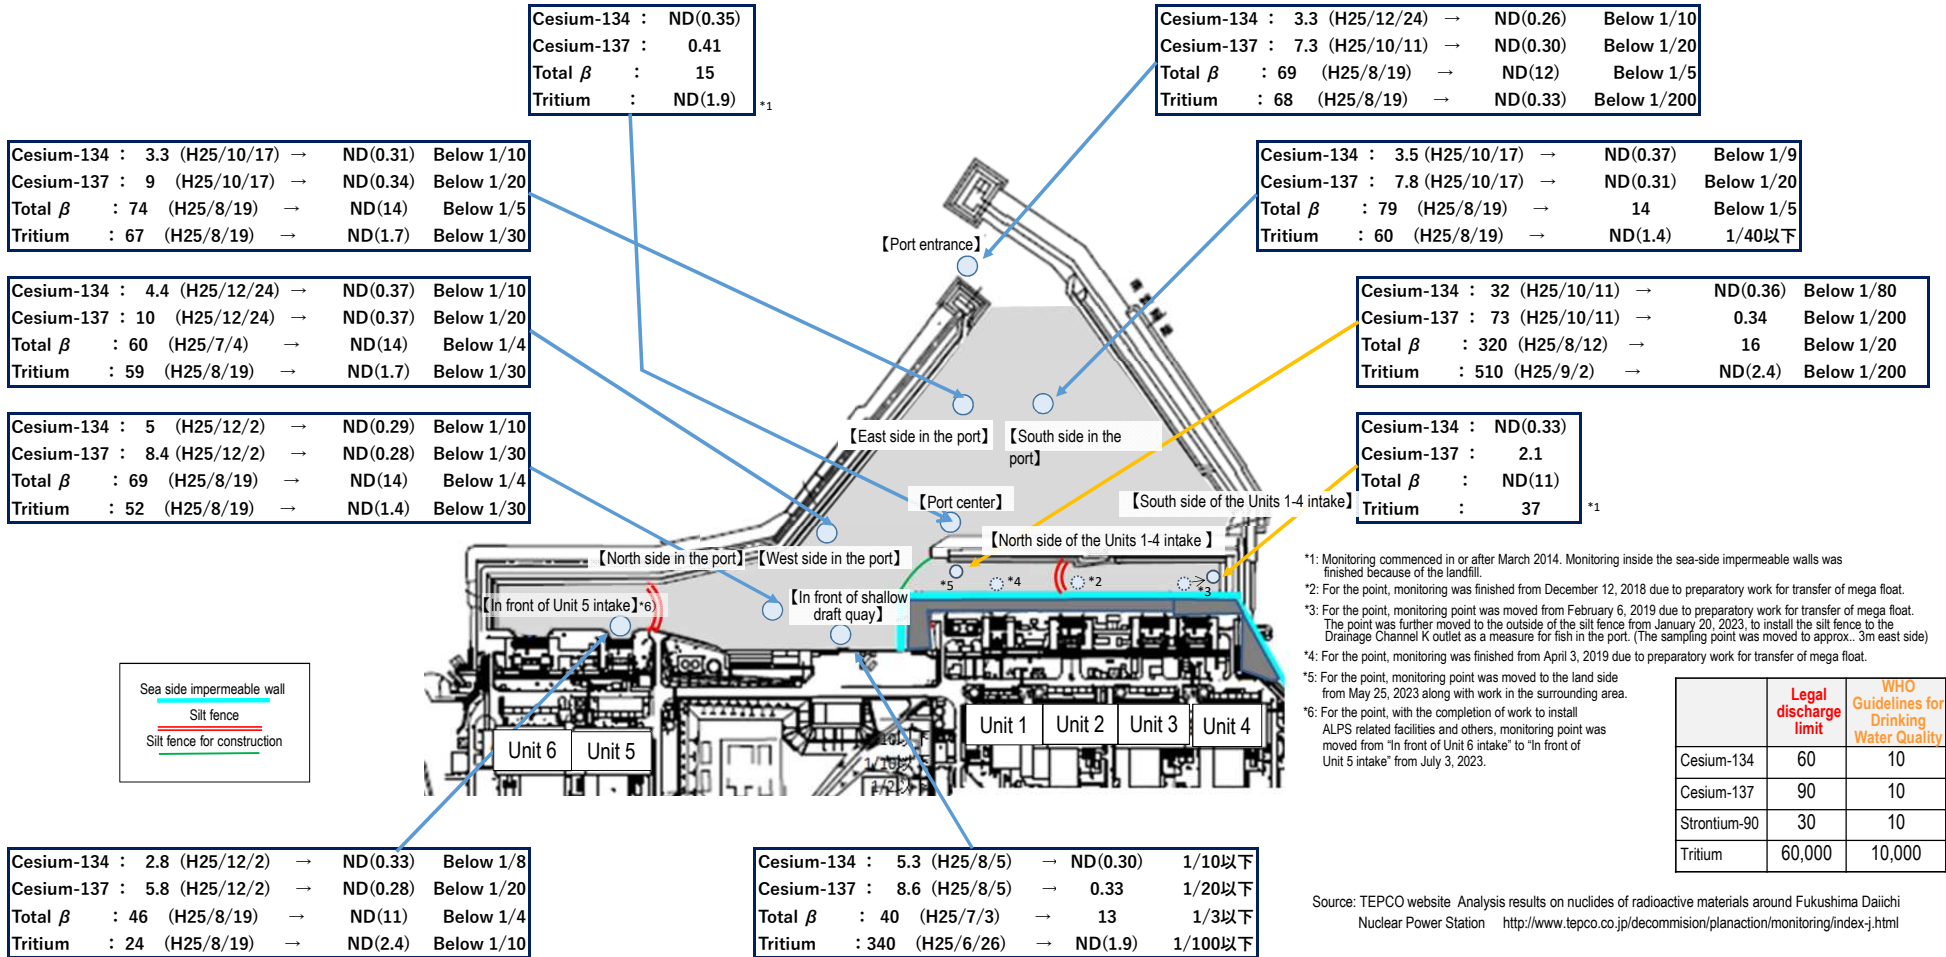 Cesium-134 : ND(0.35)
Cesium-137 : 0.41
Total β : 15
Tritium : ND(1.9) *1
Cesium-134 : 3.3 (H25/12/24) → ND(0.26) Below 1/10
Cesium-137 : 7.3 (H25/10/11) → ND(0.30) Below 1/20
Total β : 69 (H25/8/19) → ND(12) Below 1/5
Tritium : 68 (H25/8/19) → ND(0.33) Below 1/200
Cesium-134 : 3.3 (H25/10/17) → ND(0.31) Below 1/10
Cesium-137 : 9 (H25/10/17) → ND(0.34) Below 1/20
Total β : 74 (H25/8/19) → ND(14) Below 1/5
Tritium : 67 (H25/8/19) → ND(1.7) Below 1/30
Cesium-134 : 3.5 (H25/10/17) → ND(0.37) Below 1/9
Cesium-137 : 7.8 (H25/10/17) → ND(0.31) Below 1/20
Total β : 79 (H25/8/19) → 14 Below 1/5
Tritium : 60 (H25/8/19) → ND(1.4) 1/40以下
Cesium-134 : 4.4 (H25/12/24) → ND(0.37) Below 1/10
Cesium-137 : 10 (H25/12/24) → ND(0.37) Below 1/20
Total β : 60 (H25/7/4) → ND(14) Below 1/4
Tritium : 59 (H25/8/19) → ND(1.7) Below 1/30
Cesium-134 : 32 (H25/10/11) → ND(0.36) Below 1/80
Cesium-137 : 73 (H25/10/11) → 0.34 Below 1/200
Total β : 320 (H25/8/12) → 16 Below 1/20
Tritium : 510 (H25/9/2) → ND(2.4) Below 1/200
Cesium-134 : 5 (H25/12/2) → ND(0.29) Below 1/10
Cesium-137 : 8.4 (H25/12/2) → ND(0.28) Below 1/30
Total β : 69 (H25/8/19) → ND(14) Below 1/4
Tritium : 52 (H25/8/19) → ND(1.4) Below 1/30
Cesium-134 : ND(0.33)
Cesium-137 : 2.1
Total β : ND(11)
Tritium : 37 *1
【Port entrance】
【East side in the port】
【South side in the
port】
【Port center】
【South side of the Units 1-4 intake】
【North side of the Units 1-4 intake 】
【North side in the port】
【West side in the port】
*5
*4
*2
*3
【In front of Unit 5 intake】*6)
【In front of shallow
draft quay】
Unit 6
Unit 5
Unit 1
Unit 2
Unit 3
Unit 4
Sea side impermeable wall
Silt fence
Silt fence for construction
*1: Monitoring commenced in or after March 2014. Monitoring inside the sea-side impermeable walls was
finished because of the landfill.
*2: For the point, monitoring was finished from December 12, 2018 due to preparatory work for transfer of mega float.
*3: For the point, monitoring point was moved from February 6, 2019 due to preparatory work for transfer of mega float.
The point was further moved to the outside of the silt fence from January 20, 2023, to install the silt fence to the
Drainage Channel K outlet as a measure for fish in the port. (The sampling point was moved to approx.. 3m east side)
*4: For the point, monitoring was finished from April 3, 2019 due to preparatory work for transfer of mega float.
*5: For the point, monitoring point was moved to the land side
from May 25, 2023 along with work in the surrounding area.
*6: For the point, with the completion of work to install
ALPS related facilities and others, monitoring point was
moved from “In front of Unit 6 intake” to “In front of
Unit 5 intake” from July 3, 2023.
Legal
discharge
limit
WHO
Guidelines for
Drinking
Water Quality
Cesium-134 60 10
Cesium-137 90 10
Strontium-90 30 10
Tritium 60,000 10,000
Cesium-134 : 2.8 (H25/12/2) → ND(0.33) Below 1/8
Cesium-137 : 5.8 (H25/12/2) → ND(0.28) Below 1/20
Total β : 46 (H25/8/19) → ND(11) Below 1/4
Tritium : 24 (H25/8/19) → ND(2.4) Below 1/10
Cesium-134 : 5.3 (H25/8/5) → ND(0.30) 1/10以下
Cesium-137 : 8.6 (H25/8/5) → 0.33 1/20以下
Total β : 40 (H25/7/3) → 13 1/3以下
Tritium : 340 (H25/6/26) → ND(1.9) 1/100以下
Source: TEPCO website Analysis results on nuclides of radioactive materials around Fukushima Daiichi
Nuclear Power Station http://www.tepco.co.jp/decommision/planaction/monitoring/index-j.html